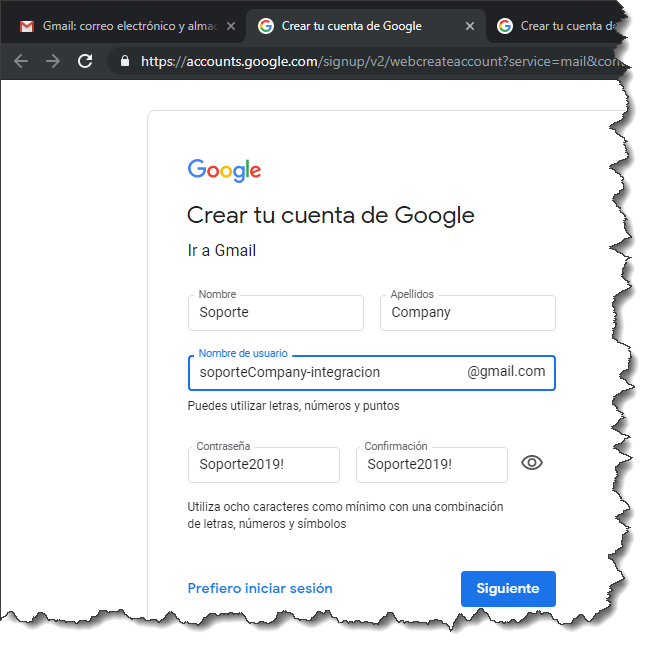 Gmail: correo electrónico y almac
Crear tu cuenta de Google
Crear tu cuenta de
https://accounts.google.com/signup/v2/webcreateaccount?service=mail&con
Google
Crear tu cuenta de Google
Ir a Gmail
Nombre
Apellidos
Soporte
Company
Nombre de usuario
soporteCompany-integracion
@gmail.com
Puedes utilizar letras, números y puntos
Contraseña
Confirmación
Soporte2019!
Soporte2019!
Utiliza ocho caracteres como mínimo con una combinación
de letras, números y símbolos
Prefiero iniciar sesión
Siguiente